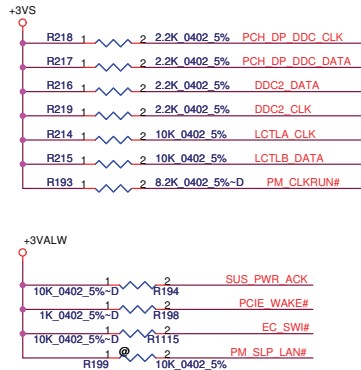 +3VS
R218 1 2 2.2K_0402_5% PCH_DP_DDC_CLK
R217 1 2 2.2K_0402_5% PCH_DP_DDC_DATA
R216 1 2 2.2K_0402_5% DDC2_DATA
R219 1 2 2.2K_0402_5% DDC2_CLK
R214 1 2 10K_0402_5% LCTLA_CLK
R215 1 2 10K_0402_5% LCTLB_DATA
R193 1 2 8.2K_0402_5%~D PM_CLKRUN#
+3VALW
1 2 SUS_PWR_ACK
10K_0402_5%~D R194
1 2 PCIE_WAKE#
1K_0402_5%~D R198
1 2 EC_SWI#
10K_0402_5%~D R1115
1 @ 2 PM_SLP_LAN#
R199 10K_0402_5%